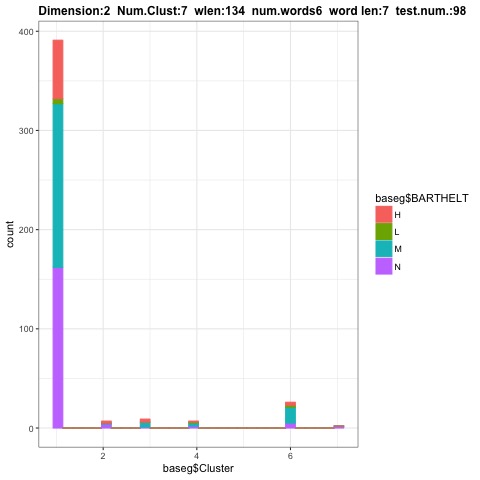 Dimension:2 Num.Clust:7 wlen:134 num.words6 word len:7 test.num.:98
400
300
200
100
0
count
2 4 6
baseg$Cluster
baseg$BARTHELT
H
L
M
N